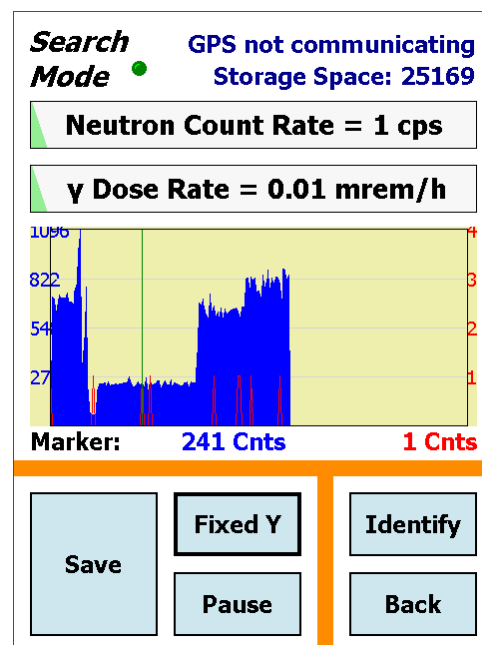 Search Mode
GPS not communicating
Storage Space: 25169
Neutron Count Rate = 1 cps
γ Dose Rate = 0.01 mrem/h
1096
4
822
3
54
2
27
1
Marker: 241 Cnts 1 Cnts
Save
Fixed Y
Identify
Pause
Back